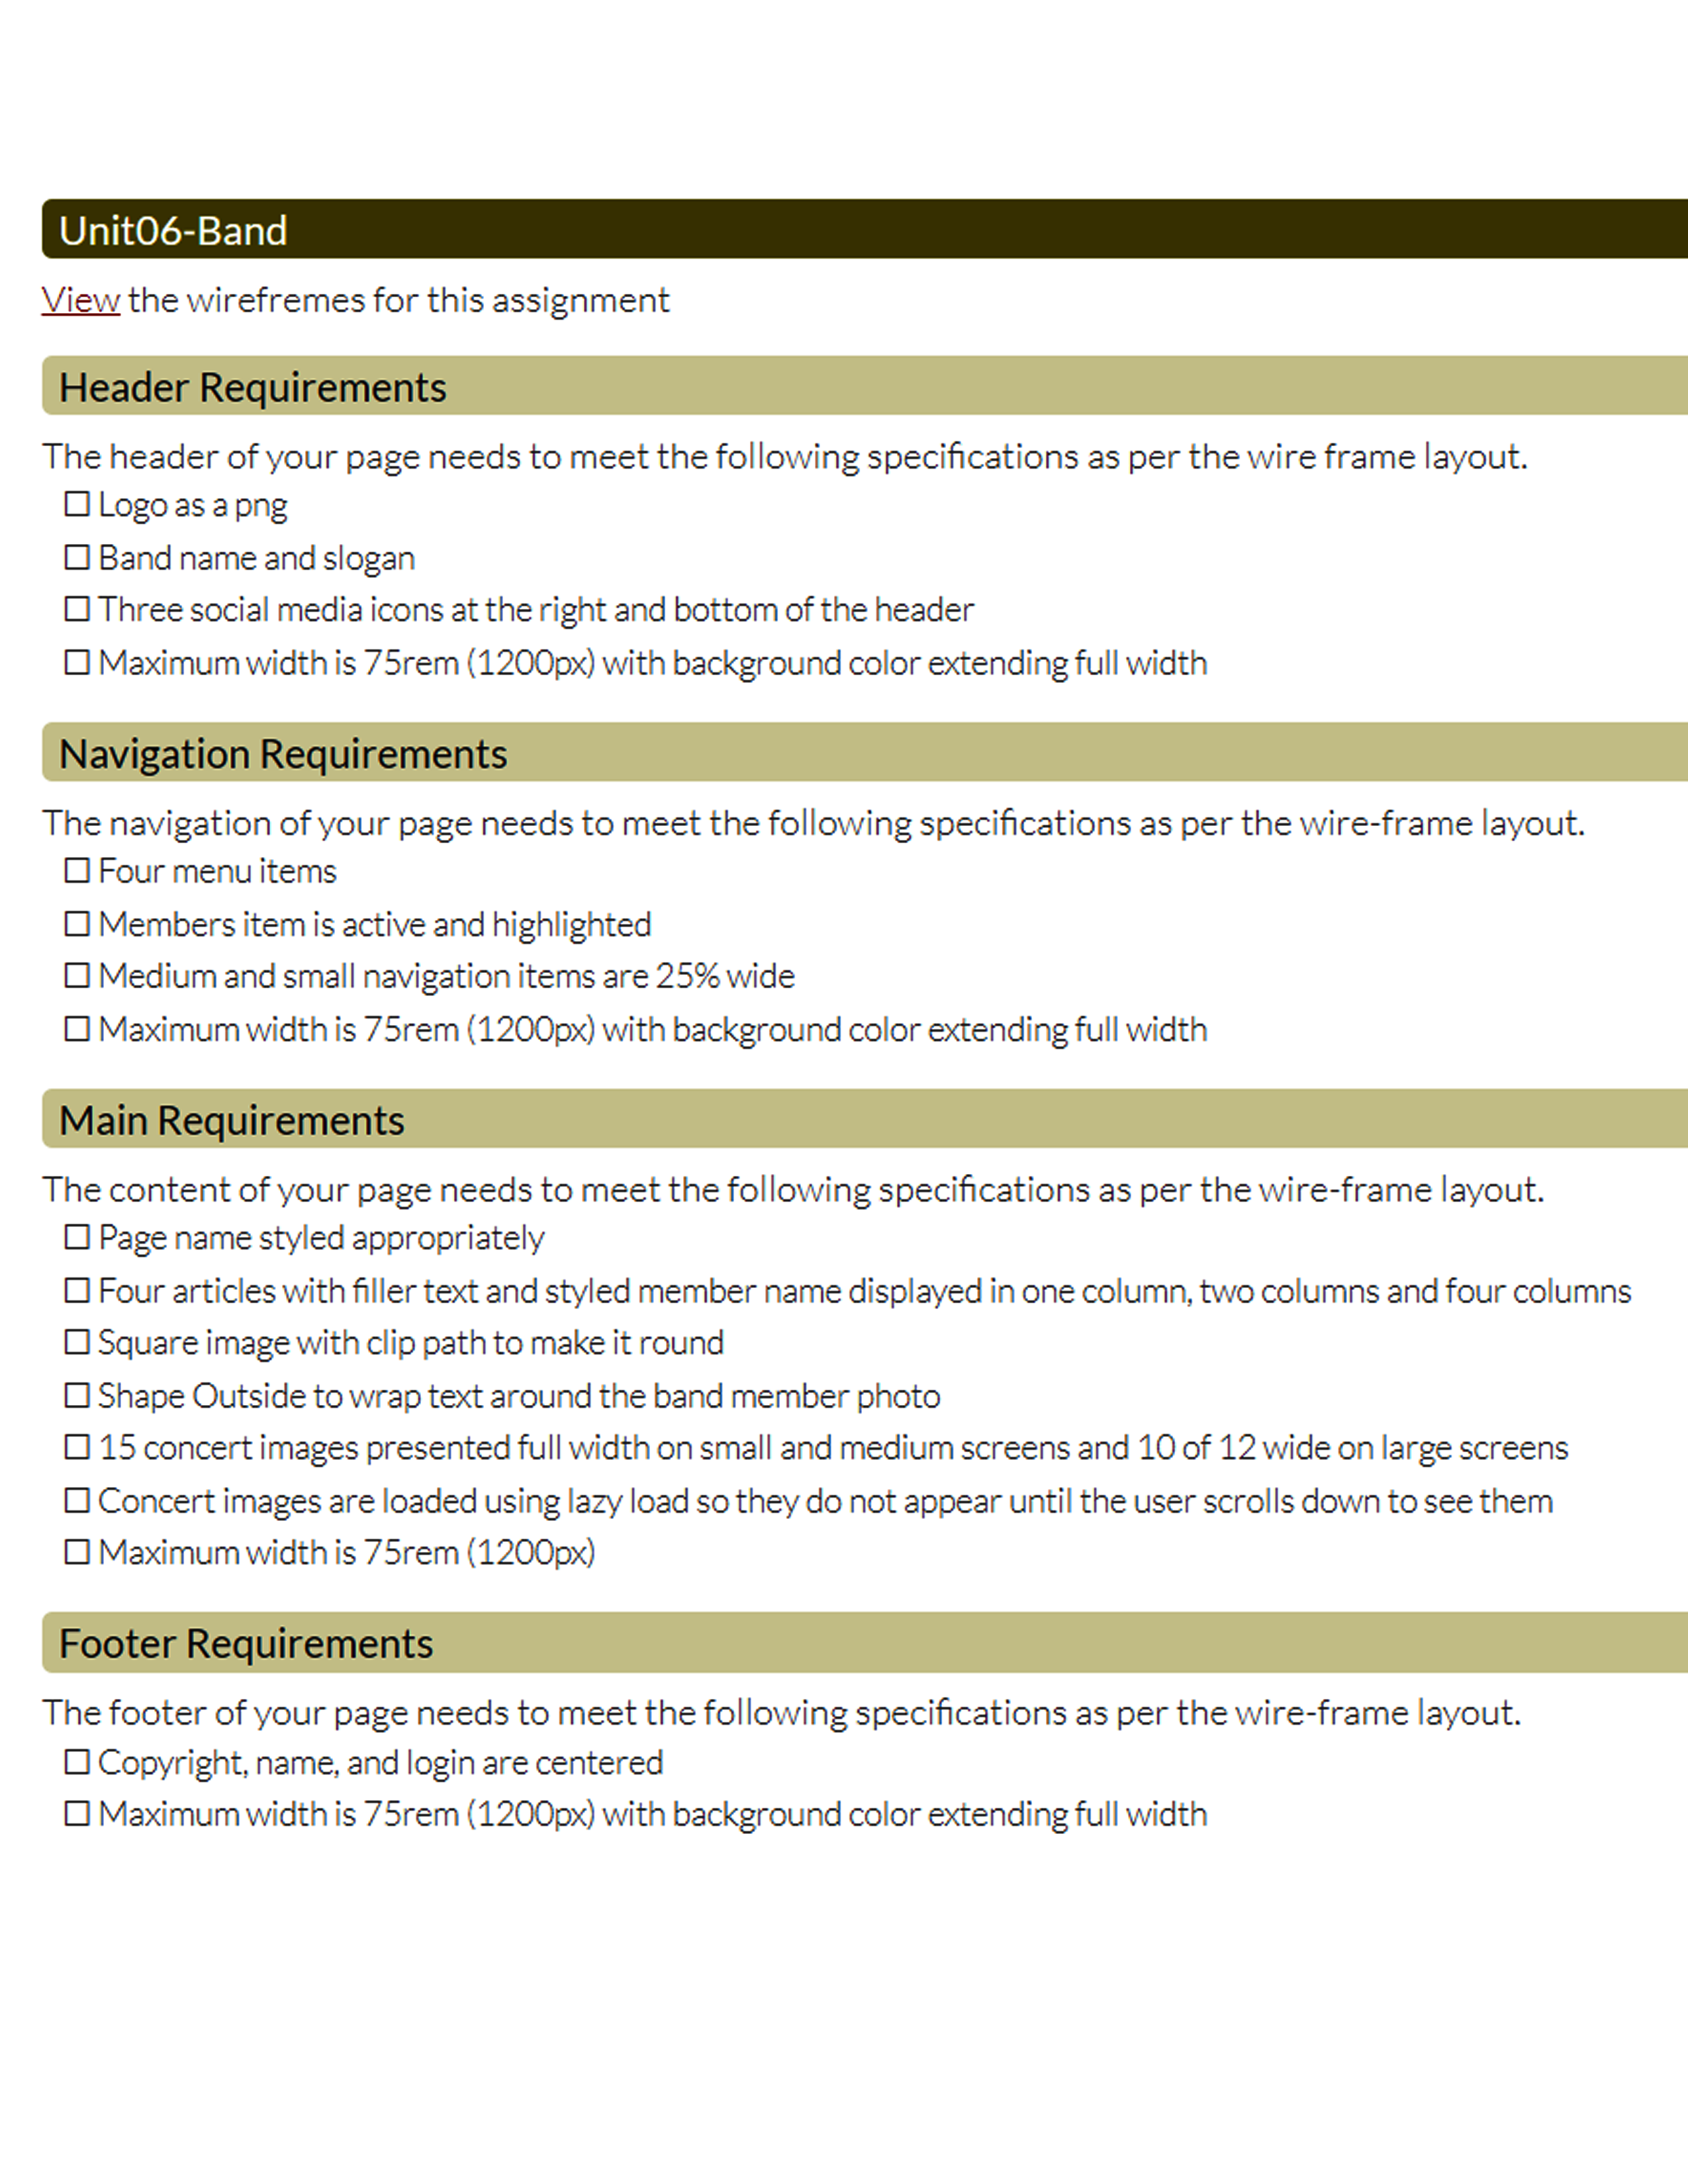 Unit06-Band
View the wirefremes for this assignment
Header Requirements
The header of your page needs to meet the following specifications as per the wire frame layout.
☐ Logo as a png
☐ Band name and slogan
☐ Three social media icons at the right and bottom of the header
☐ Maximum width is 75rem (1200px) with background color extending full width
Navigation Requirements
The navigation of your page needs to meet the following specifications as per the wire-frame layout.
☐ Four menu items
☐ Members item is active and highlighted
☐ Medium and small navigation items are 25% wide
☐ Maximum width is 75rem (1200px) with background color extending full width
Main Requirements
The content of your page needs to meet the following specifications as per the wire-frame layout.
☐ Page name styled appropriately
☐ Four articles with filler text and styled member name displayed in one column, two columns and four columns
☐ Square image with clip path to make it round
☐ Shape Outside to wrap text around the band member photo
☐ 15 concert images presented full width on small and medium screens and 10 of 12 wide on large screens
☐ Concert images are loaded using lazy load so they do not appear until the user scrolls down to see them
☐ Maximum width is 75rem (1200px)
Footer Requirements
The footer of your page needs to meet the following specifications as per the wire-frame layout.
☐ Copyright, name, and login are centered
☐ Maximum width is 75rem (1200px) with background color extending full width